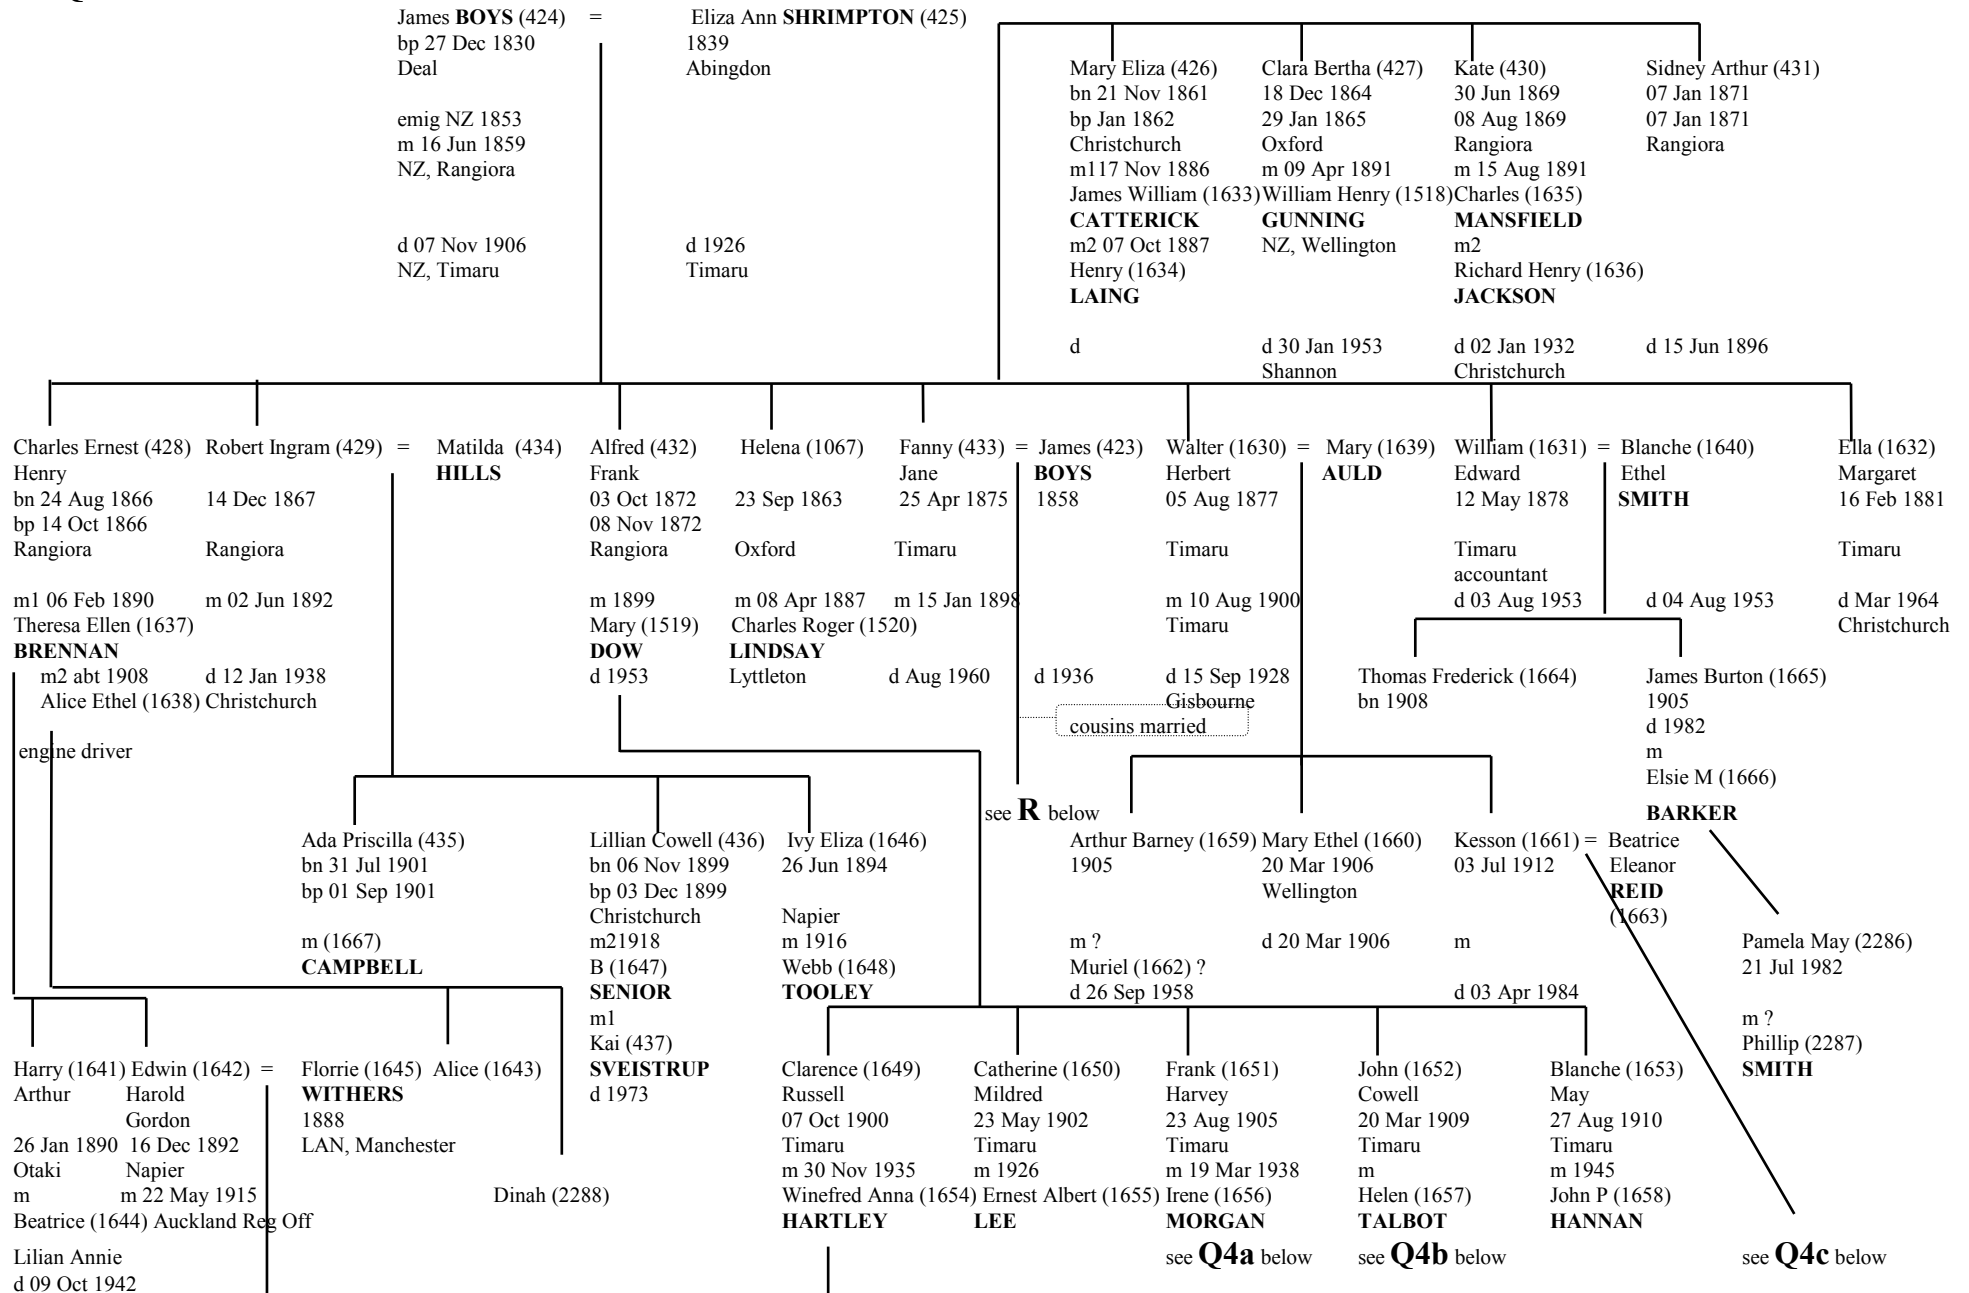 James BOYS (424) = Eliza Ann SHRIMPTON (425)
bp 27 Dec 1830 1839
Deal Abingdon
emig NZ 1853
m 16 Jun 1859
NZ, Rangiora
d 07 Nov 1906 d 1926
NZ, Timaru Timaru
Mary Eliza (426) Clara Bertha (427) Kate (430) Sidney Arthur (431)
bn 21 Nov 1861 18 Dec 1864 30 Jun 1869 07 Jan 1871
bp Jan 1862 29 Jan 1865 08 Aug 1869 07 Jan 1871
Christchurch Oxford Rangiora Rangiora
m117 Nov 1886 m 09 Apr 1891 m 15 Aug 1891
James William (1633) William Henry (1518) Charles (1635)
CATTERICK GUNNING MANSFIELD
m2 07 Oct 1887 NZ, Wellington m2
Henry (1634) Richard Henry (1636)
LAING JACKSON
d d 30 Jan 1953 d 02 Jan 1932 d 15 Jun 1896
Shannon Christchurch
Charles Ernest (428) Robert Ingram (429) = Matilda (434) Alfred (432) Helena (1067) Fanny (433) = James (423) Walter (1630) = Mary (1639) William (1631) = Blanche (1640) Ella (1632)
Henry HILLS Frank Jane BOYS Herbert AULD Edward Ethel Margaret
bn 24 Aug 1866 14 Dec 1867 03 Oct 1872 23 Sep 1863 25 Apr 1875 1858 05 Aug 1877 12 May 1878 SMITH 16 Feb 1881
bp 14 Oct 1866 08 Nov 1872
Rangiora Rangiora Rangiora Oxford Timaru Timaru Timaru Timaru
accountant
m1 06 Feb 1890 m 02 Jun 1892 m 1899 m 08 Apr 1887 m 15 Jan 1898 m 10 Aug 1900 d 03 Aug 1953 d 04 Aug 1953 d Mar 1964
Theresa Ellen (1637) Mary (1519) Charles Roger (1520) Timaru Christchurch
BRENNAN DOW LINDSAY
m2 abt 1908 d 12 Jan 1938 d 1953 Lyttleton d Aug 1960 d 1936 d 15 Sep 1928 Thomas Frederick (1664) James Burton (1665)
Alice Ethel (1638) Christchurch Gisbourne bn 1908 1905
cousins married d 1982
engine driver m
Elsie M (1666)
see R below BARKER
Ada Priscilla (435) Lillian Cowell (436) Ivy Eliza (1646) Arthur Barney (1659) Mary Ethel (1660) Kesson (1661) = Beatrice
bn 31 Jul 1901 bn 06 Nov 1899 26 Jun 1894 1905 20 Mar 1906 03 Jul 1912 Eleanor
bp 01 Sep 1901 bp 03 Dec 1899 Wellington REID
Christchurch Napier (1663)
m (1667) m21918 m 1916 m ? d 20 Mar 1906 m Pamela May (2286)
CAMPBELL B (1647) Webb (1648) Muriel (1662) ? 21 Jul 1982
SENIOR TOOLEY d 26 Sep 1958 d 03 Apr 1984
m1 m ?
Kai (437) Phillip (2287)
Harry (1641) Edwin (1642) = Florrie (1645) Alice (1643) SVEISTRUP Clarence (1649) Catherine (1650) Frank (1651) John (1652) Blanche (1653) SMITH
Arthur Harold WITHERS d 1973 Russell Mildred Harvey Cowell May
Gordon 1888 07 Oct 1900 23 May 1902 23 Aug 1905 20 Mar 1909 27 Aug 1910
26 Jan 1890 16 Dec 1892 LAN, Manchester Timaru Timaru Timaru Timaru Timaru
Otaki Napier m 30 Nov 1935 m 1926 m 19 Mar 1938 m m 1945
m m 22 May 1915 Dinah (2288) Winefred Anna (1654) Ernest Albert (1655) Irene (1656) Helen (1657) John P (1658)
Beatrice (1644) Auckland Reg Off HARTLEY LEE MORGAN TALBOT HANNAN
Lilian Annie see Q4a below see Q4b below see Q4c below
d 09 Oct 1942